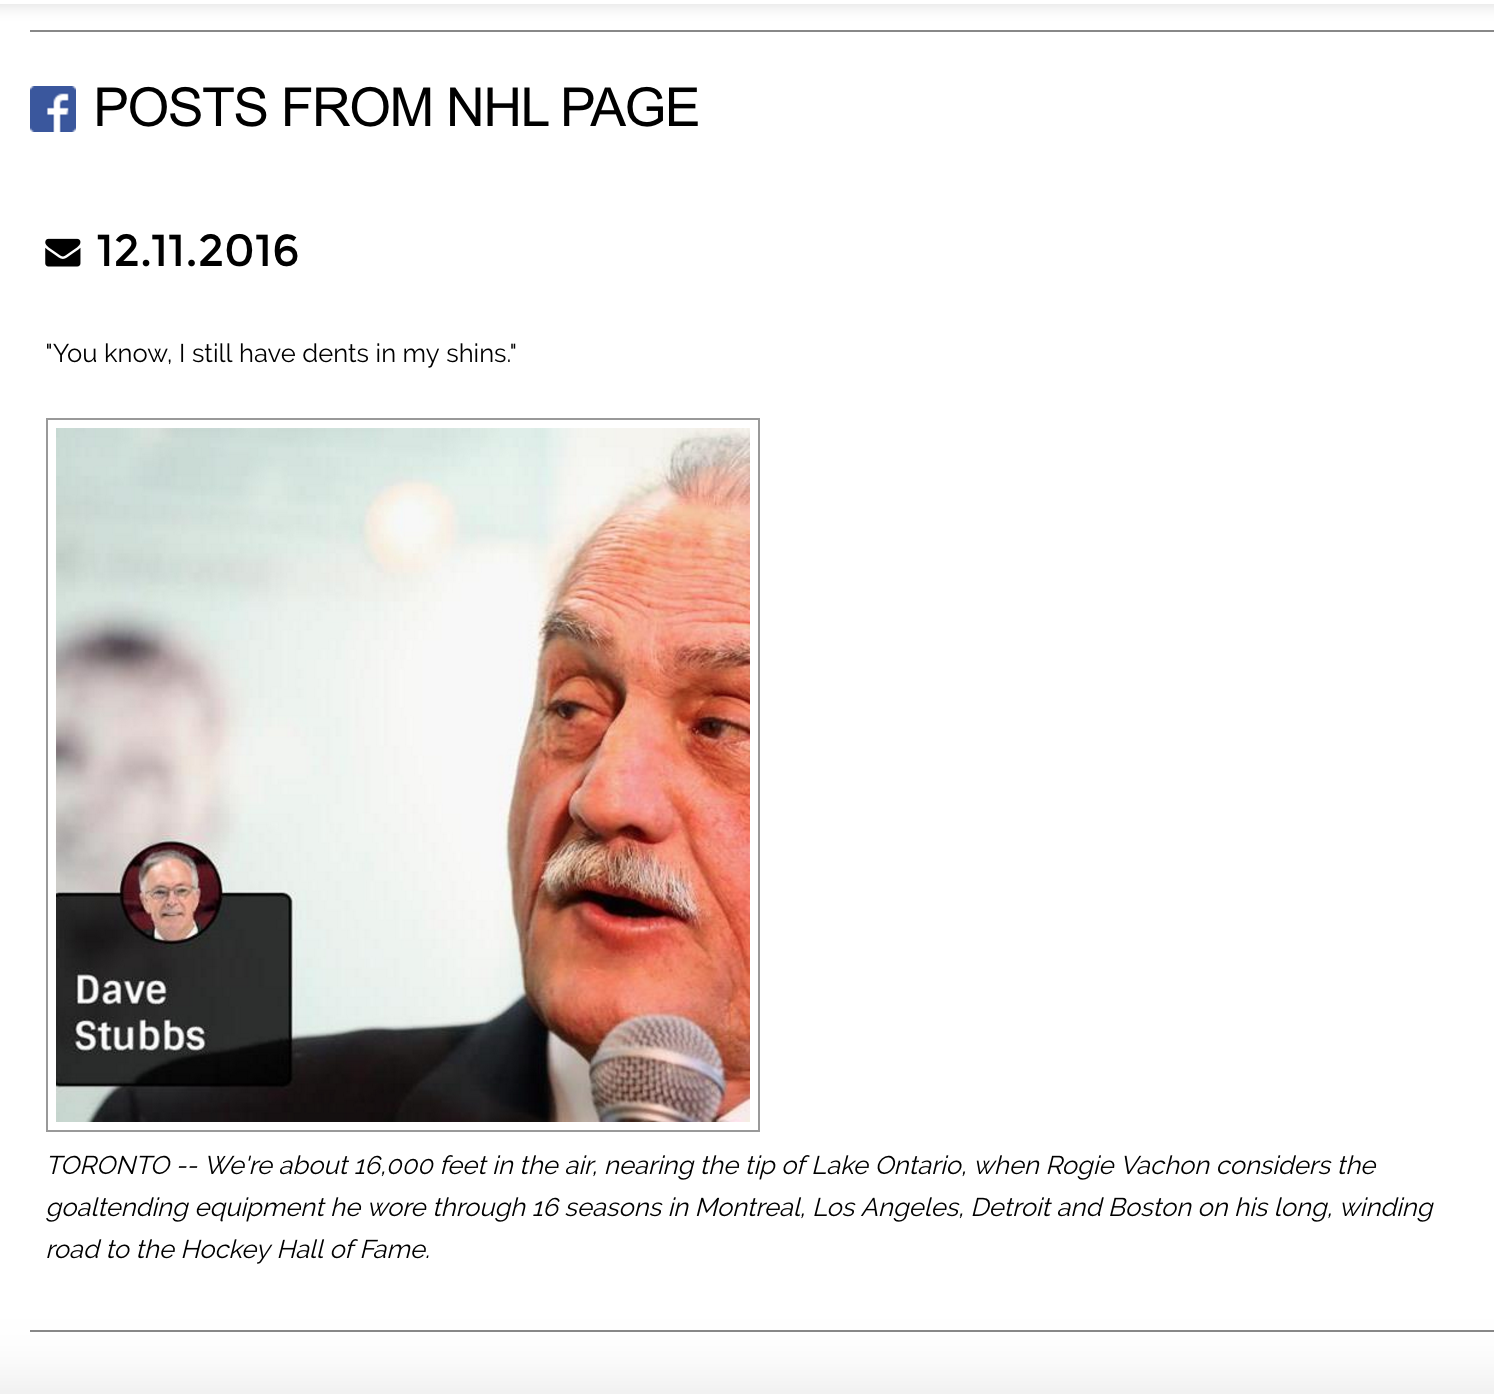 POSTS FROM NHL PAGE
12.11.2016
"You know, I still have dents in my shins."
Dave
Stubbs
TORONTO -- We're about 16,000 feet in the air, nearing the tip of Lake Ontario, when Rogie Vachon considers the
goaltending equipment he wore through 16 seasons in Montreal, Los Angeles, Detroit and Boston on his long, winding
road to the Hockey Hall of Fame.